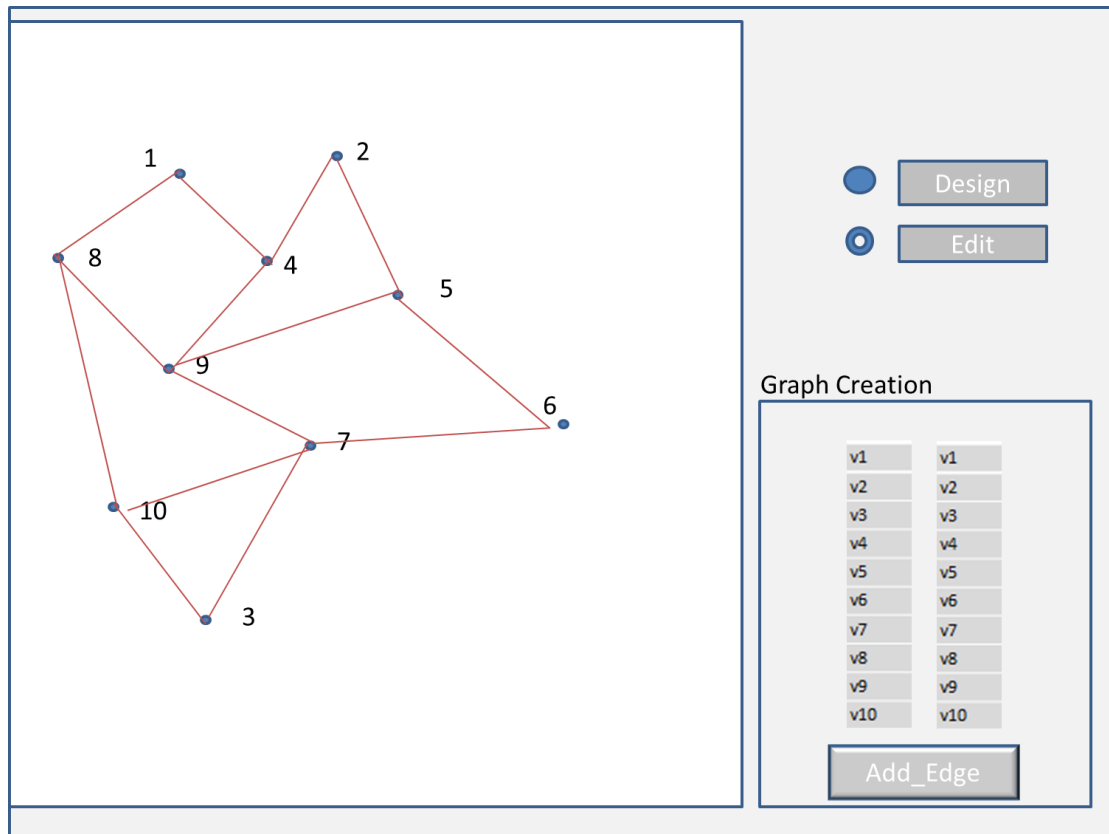 1
2
8
4
5
9
6
7
10
3
Design
Edit
Graph Creation
v1 v1
v2 v2
v3 v3
v4 v4
v5 v5
v6 v6
v7 v7
v8 v8
v9 v9
v10 v10
Add_Edge